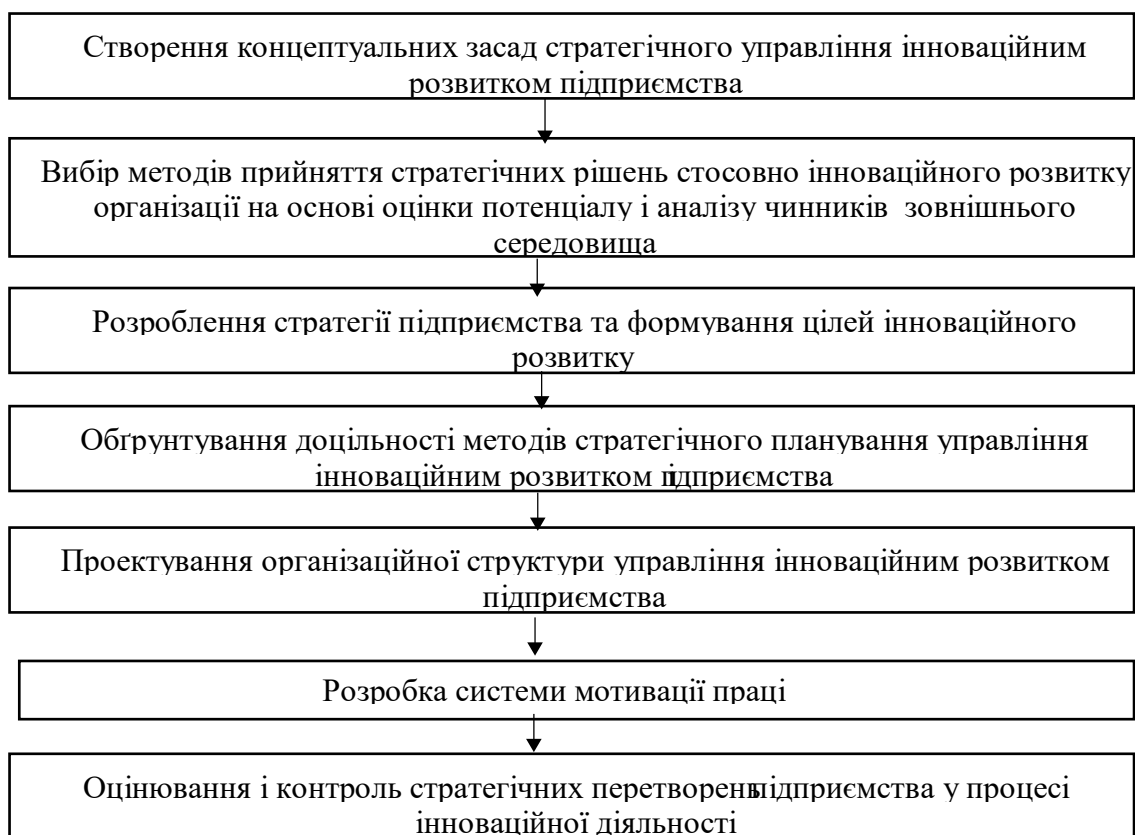 Створення концептуальних засад стратегічного управління інноваційним
розвитком підприємства
Вибір методів прийняття стратегічних рішень стосовно інноваційного розвитку
організації на основі оцінки потенціалу і аналізу чинників зовнішнього
середовища
Розроблення стратегії підприємства та формування цілей інноваційного
розвитку
Обґрунтування доцільності методів стратегічного планування управління
інноваційним розвитком підприємства
Проектування організаційної структури управління інноваційним розвитком
підприємства
Розробка системи мотивації праці
Оцінювання і контроль стратегічних перетворень підприємства у процесі
інноваційної діяльності